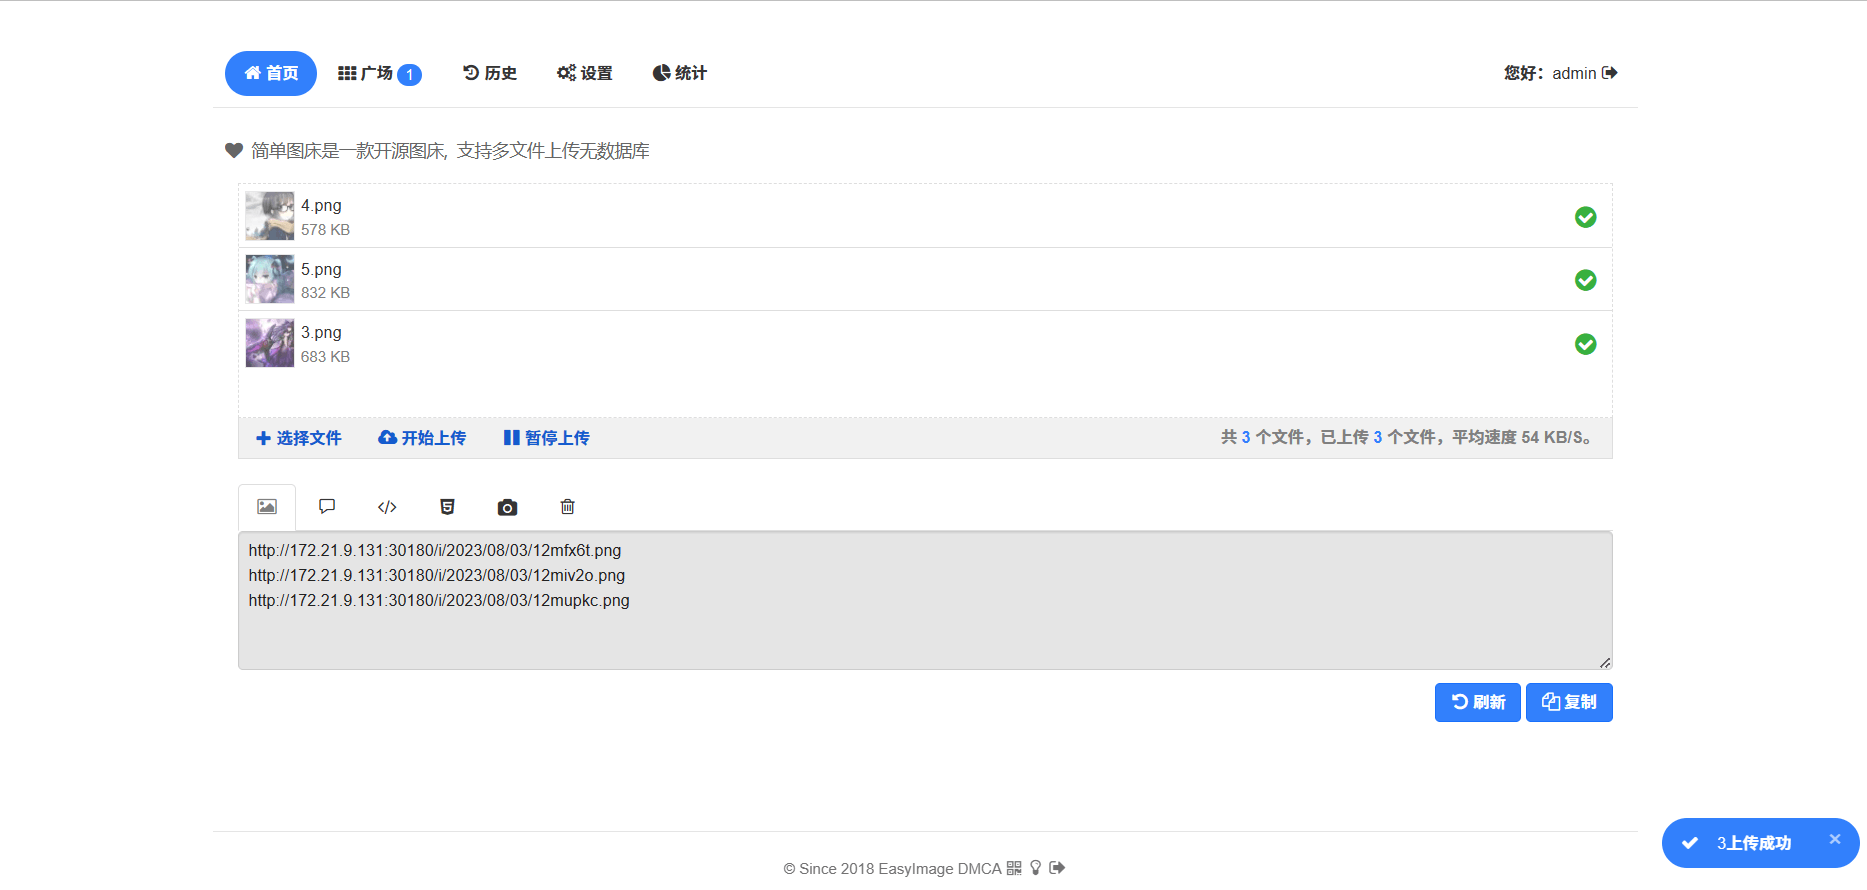 首页 广场 1 历史 设置 统计 您好：admin
简单图床是一款开源图床, 支持多文件上传无数据库
4.png
578 KB
5.png
832 KB
3.png
683 KB
选择文件 开始上传 暂停上传 共 3 个文件，已上传 3 个文件，平均速度 54 KB/S。
http://172.21.9.131:30180/i/2023/08/03/12mfx6t.png
http://172.21.9.131:30180/i/2023/08/03/12miv2o.png
http://172.21.9.131:30180/i/2023/08/03/12mupkc.png
刷新 复制
3上传成功 ×
© Since 2018 EasyImage DMCA